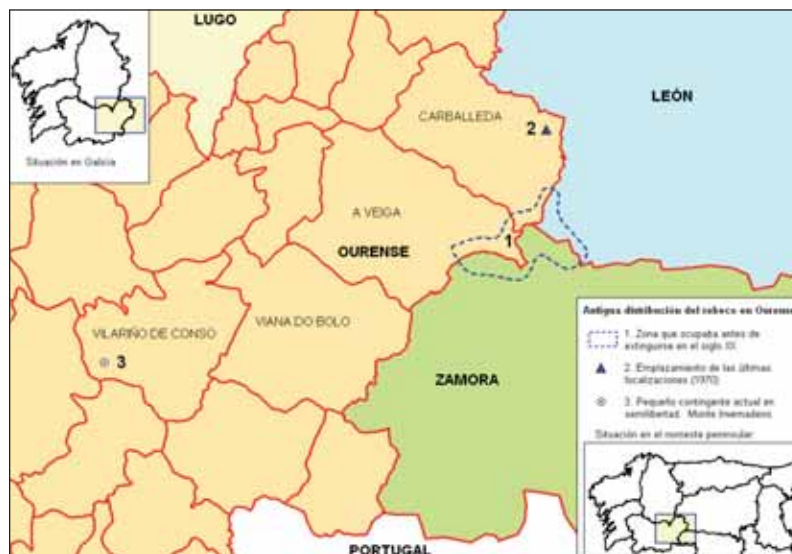 LUGO
LEÓN
CARBALLEDA
2
Situación en Galicia
A VEIGA
1
OURENSE
VILARIÑO DE CONSO
VIANA DO BOLO
3
ZAMORA
PORTUGAL
Antigua distribución del rebeco en Ourense
1. Zona que ocupaba antes de
extinguirse en el siglo XIX
2. Emplazamiento de las últimas
localizaciones (1970)
3. Pequeño contingente actual en
semilibertad. Monte Invernadeiro
Situación en el noroeste peninsular